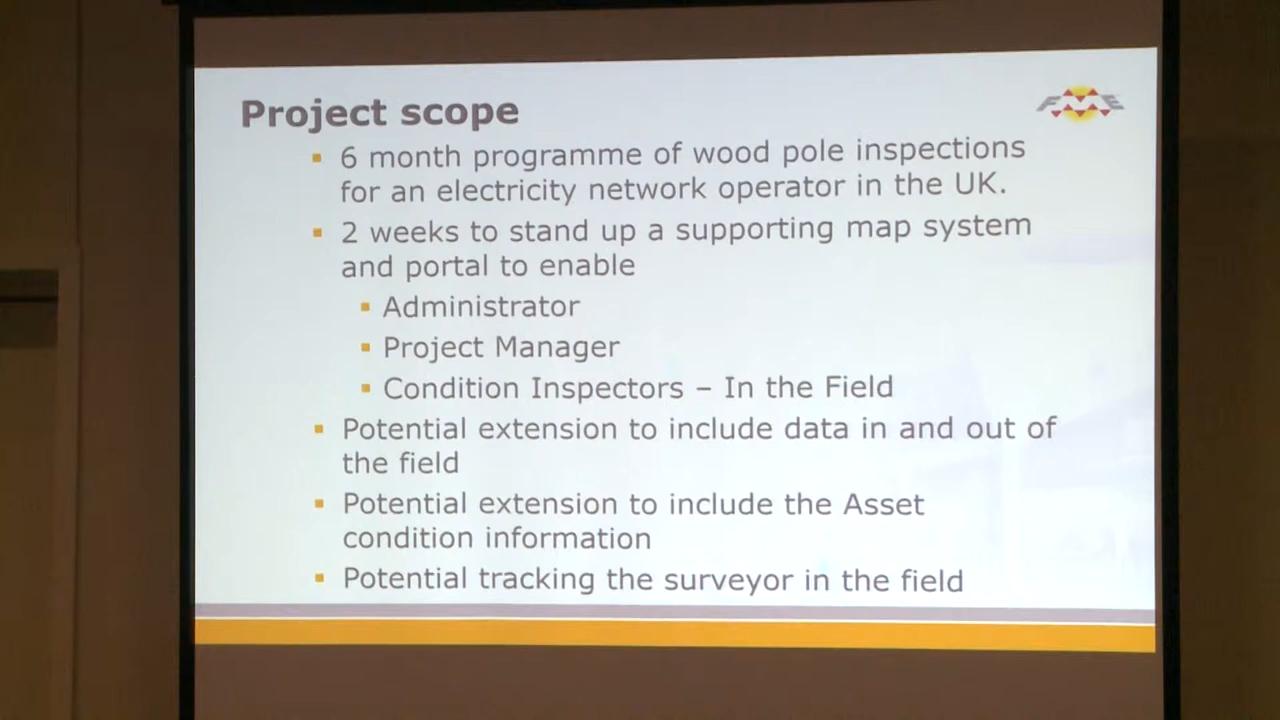 Project scope
FME
▪ 6 month programme of wood pole inspections
for an electricity network operator in the UK.
▪ 2 weeks to stand up a supporting map system
and portal to enable
▪ Administrator
▪ Project Manager
▪ Condition Inspectors – In the Field
▪ Potential extension to include data in and out of
the field
▪ Potential extension to include the Asset
condition information
▪ Potential tracking the surveyor in the field